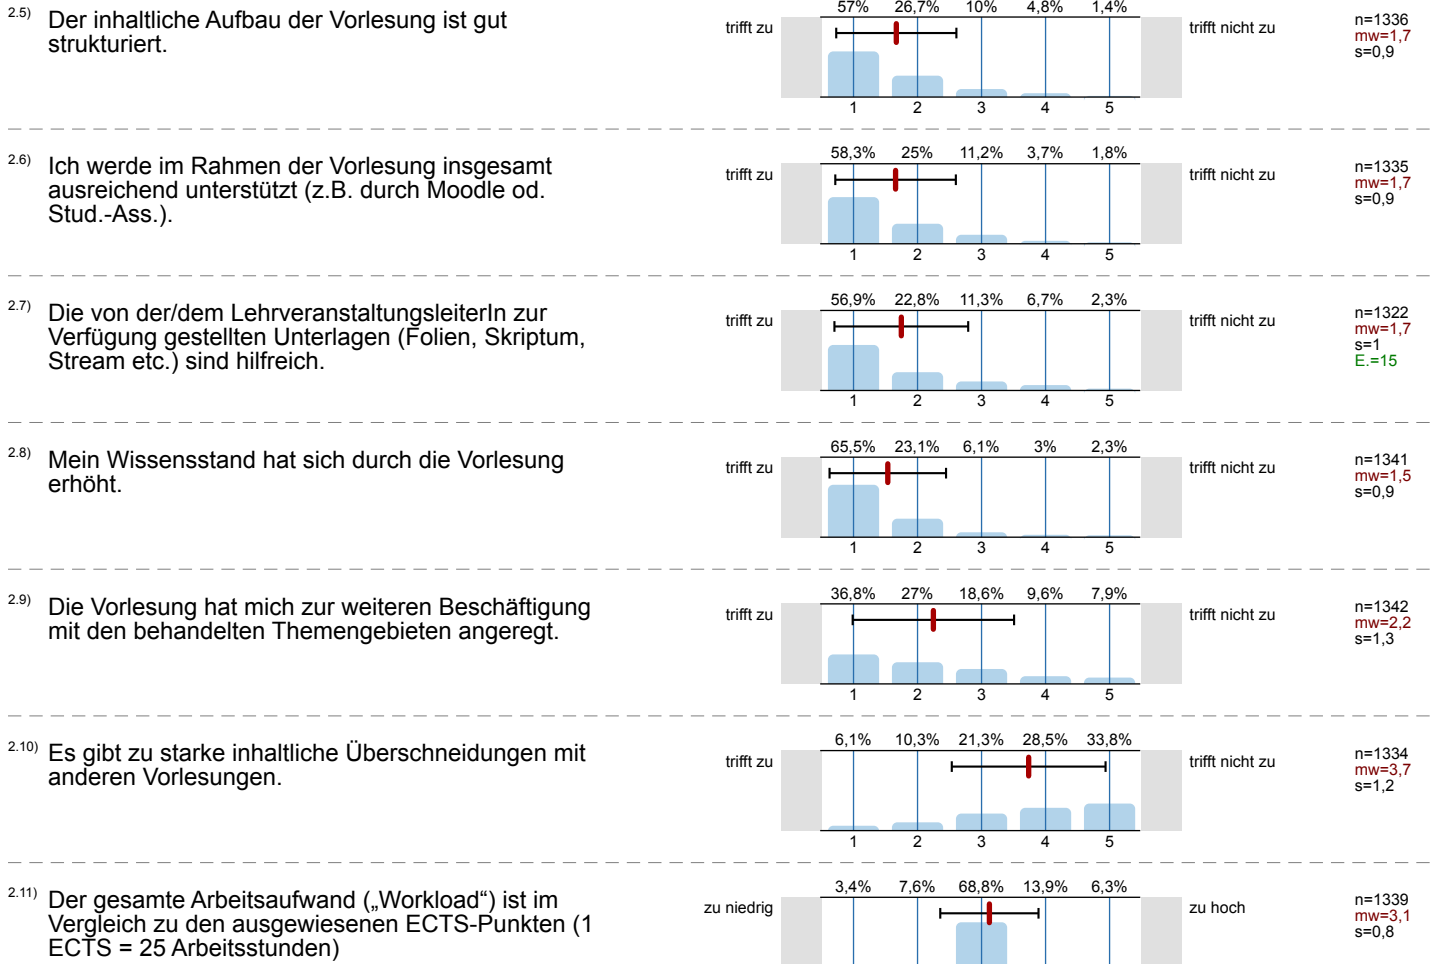 2.5) Der inhaltliche Aufbau der Vorlesung ist gut
strukturiert.
trifft zu
57% 26,7% 10% 4,8% 1,4%
1 2 3 4 5
trifft nicht zu
n=1336
mw=1,7
s=0,9
2.6) Ich werde im Rahmen der Vorlesung insgesamt
ausreichend unterstützt (z.B. durch Moodle od.
Stud.-Ass.).
trifft zu
58,3% 25% 11,2% 3,7% 1,8%
1 2 3 4 5
trifft nicht zu
n=1335
mw=1,7
s=0,9
2.7) Die von der/dem LehrveranstaltungsleiterIn zur
Verfügung gestellten Unterlagen (Folien, Skriptum,
Stream etc.) sind hilfreich.
trifft zu
56,9% 22,8% 11,3% 6,7% 2,3%
1 2 3 4 5
trifft nicht zu
n=1322
mw=1,7
s=1
E.=15
2.8) Mein Wissensstand hat sich durch die Vorlesung
erhöht.
trifft zu
65,5% 23,1% 6,1% 3% 2,3%
1 2 3 4 5
trifft nicht zu
n=1341
mw=1,5
s=0,9
2.9) Die Vorlesung hat mich zur weiteren Beschäftigung
mit den behandelten Themengebieten angeregt.
trifft zu
36,8% 27% 18,6% 9,6% 7,9%
1 2 3 4 5
trifft nicht zu
n=1342
mw=2,2
s=1,3
2.10) Es gibt zu starke inhaltliche Überschneidungen mit
anderen Vorlesungen.
trifft zu
6,1% 10,3% 21,3% 28,5% 33,8%
1 2 3 4 5
trifft nicht zu
n=1334
mw=3,7
s=1,2
2.11) Der gesamte Arbeitsaufwand („Workload“) ist im
Vergleich zu den ausgewiesenen ECTS-Punkten (1
ECTS = 25 Arbeitsstunden)
zu niedrig
3,4% 7,6% 68,8% 13,9% 6,3%
zu hoch
n=1339
mw=3,1
s=0,8